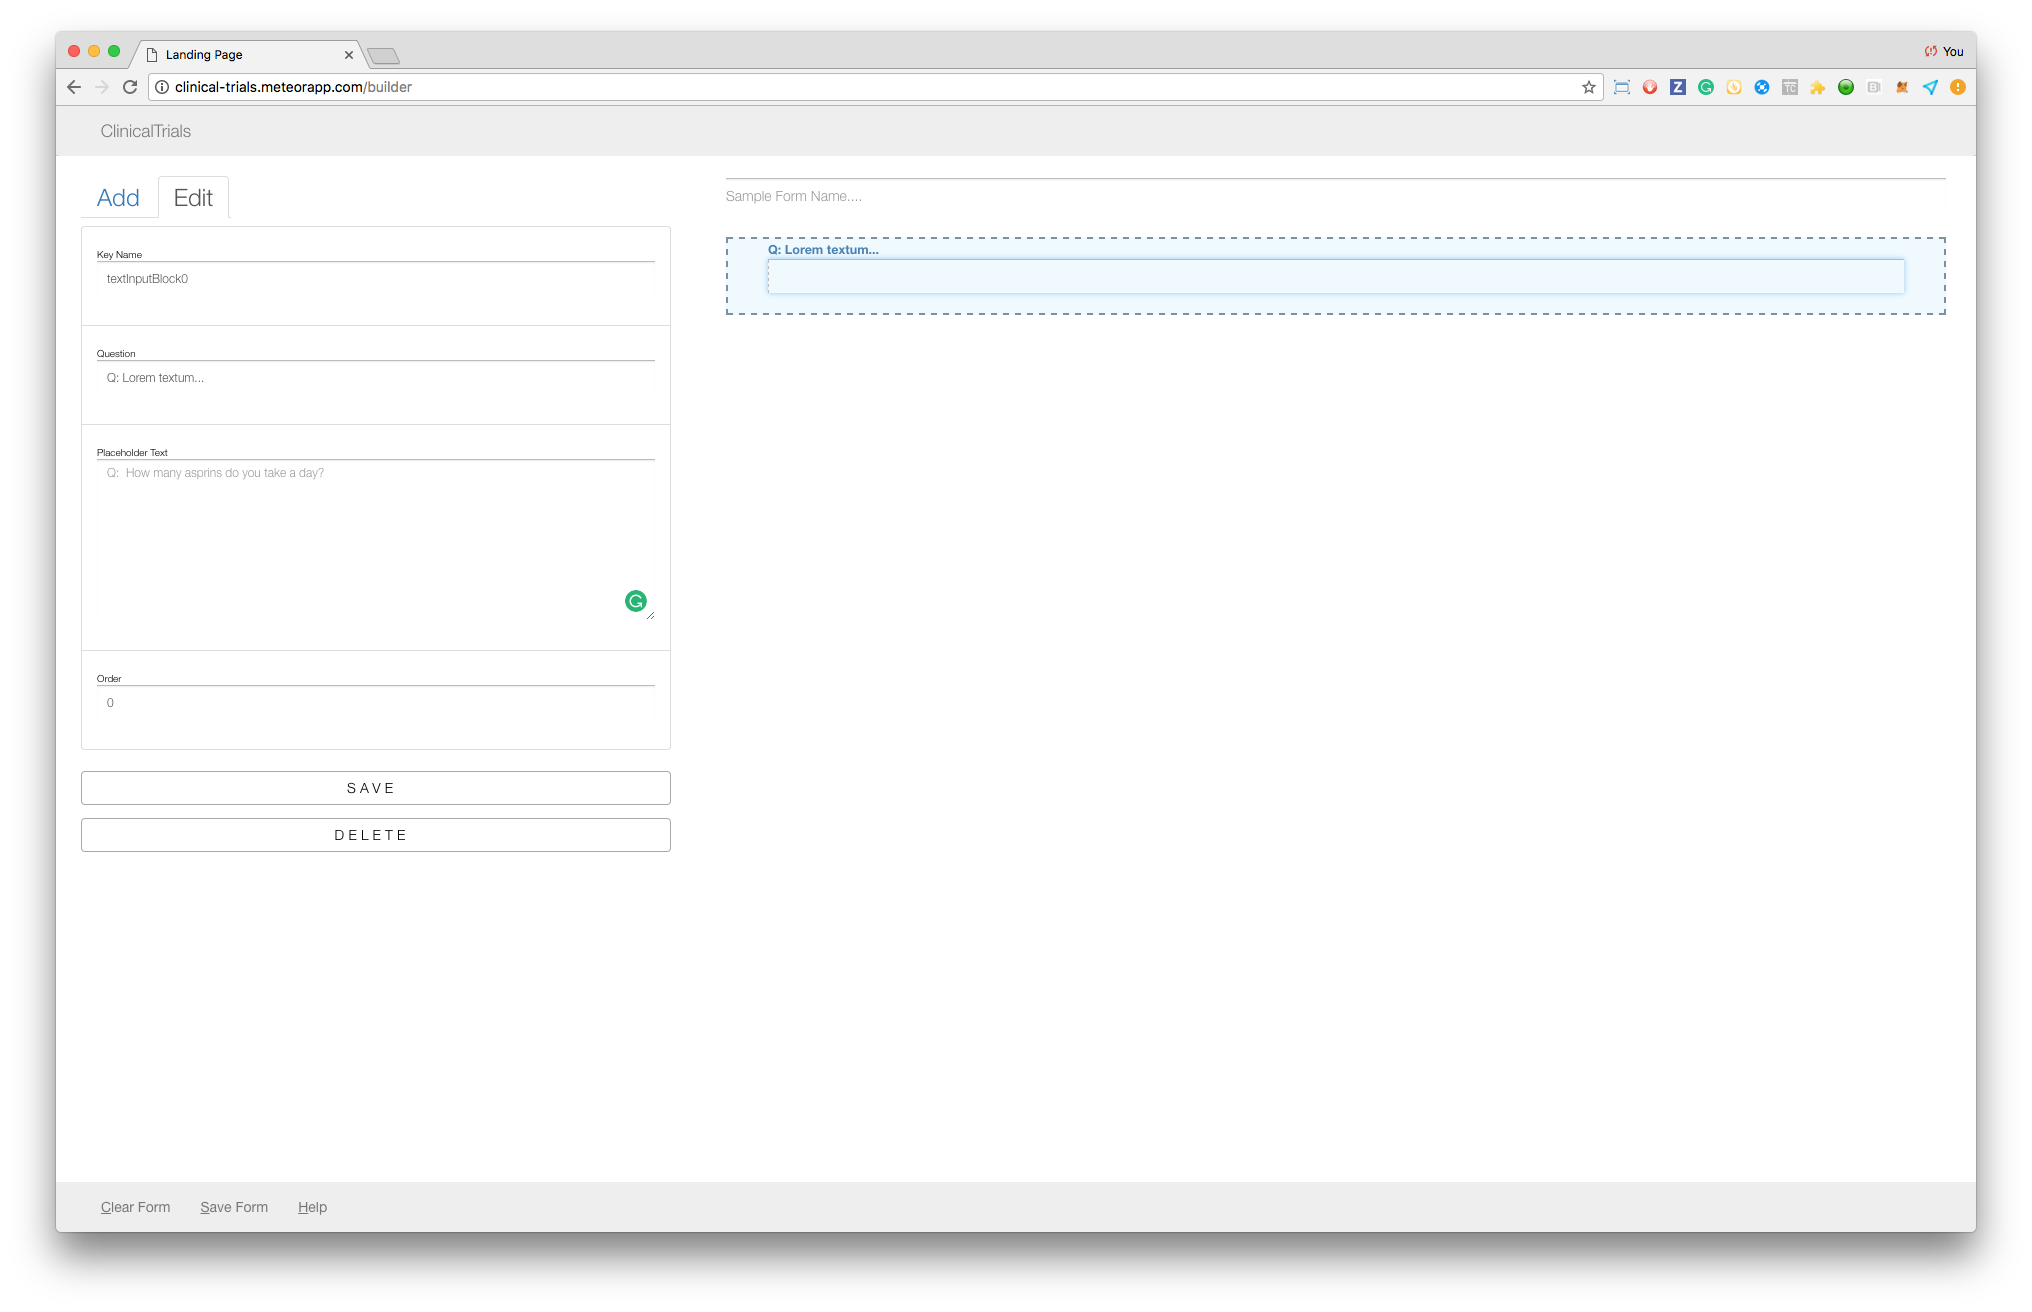 Landing Page
You
clinical-trials.meteorapp.com/builder
ClinicalTrials
Add
Edit
Key Name
textInputBlock0
Question
Q: Lorem textum...
Placeholder Text
Q: How many asprins do you take a day?
Order
0
SAVE
DELETE
Sample Form Name....
Q: Lorem textum...
Clear Form
Save Form
Help